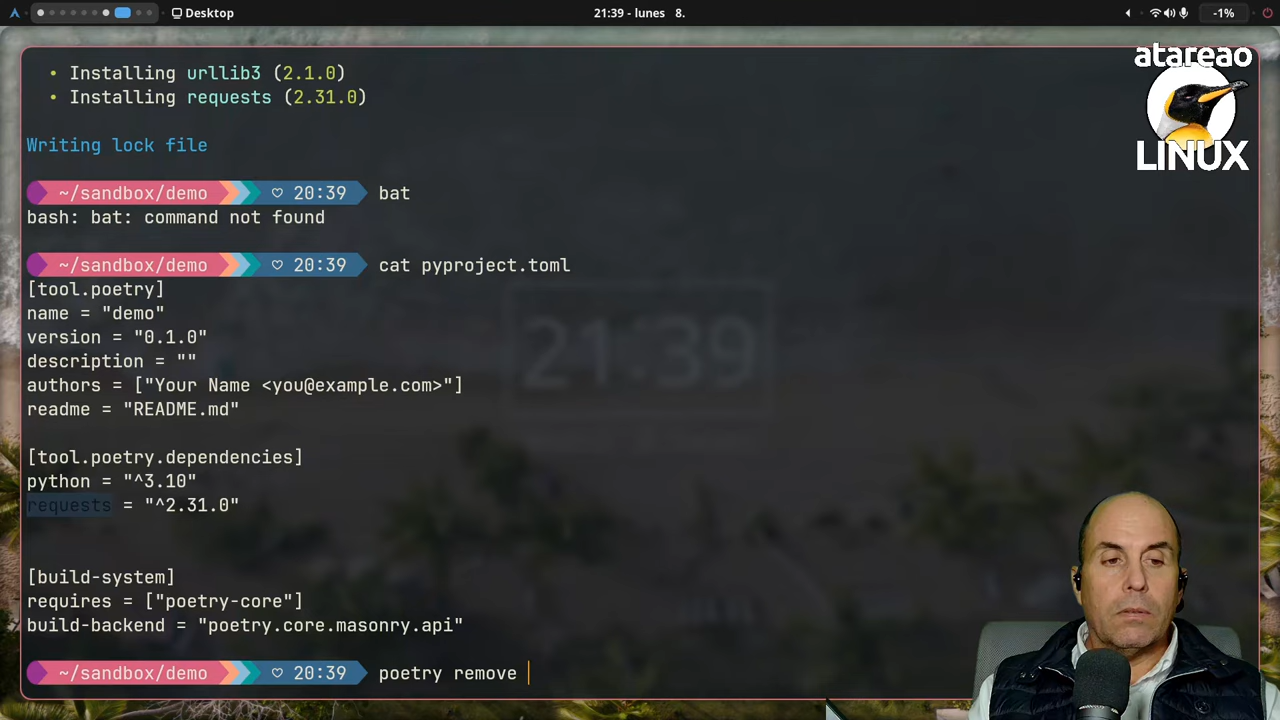 Desktop
21:39 - lunes 8.
-1%
atareao
LINUX
• Installing urllib3 (2.1.0)
• Installing requests (2.31.0)
Writing lock file
~/sandbox/demo ♡ 20:39 bat
bash: bat: command not found
~/sandbox/demo ♡ 20:39 cat pyproject.toml
[tool.poetry]
name = "demo"
version = "0.1.0"
description = ""
authors = ["Your Name <you@example.com>"]
readme = "README.md"
[tool.poetry.dependencies]
python = "^3.10"
requests = "^2.31.0"
[build-system]
requires = ["poetry-core"]
build-backend = "poetry.core.masonry.api"
~/sandbox/demo ♡ 20:39 poetry remove
21:39